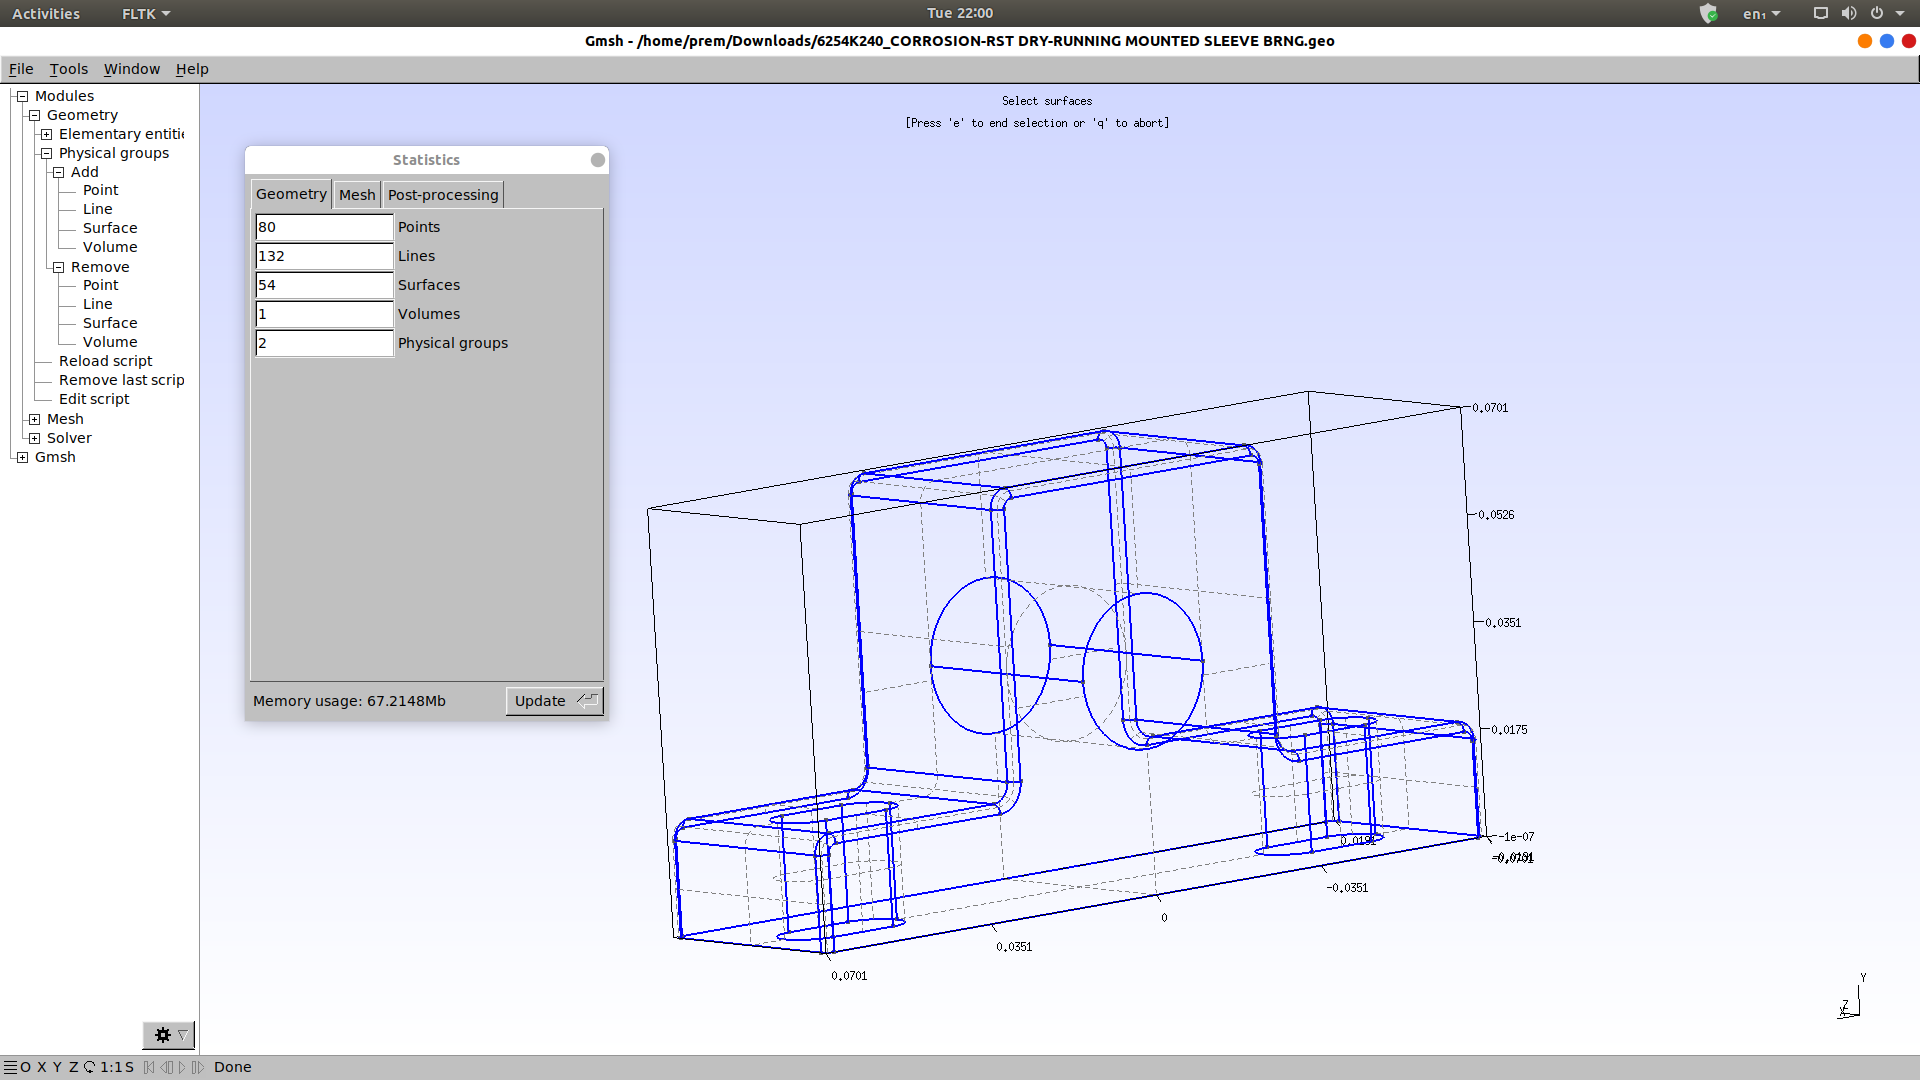 Activities FLTK Tue 22:00 en₁
Gmsh - /home/prem/Downloads/6254K240_CORROSION-RST DRY-RUNNING MOUNTED SLEEVE BRNG.geo
File Tools Window Help
Modules
Geometry
Elementary entitie
Physical groups
Add
Point
Line
Surface
Volume
Remove
Point
Line
Surface
Volume
Reload script
Remove last scrip
Edit script
Mesh
Solver
Gmsh
Select surfaces
[Press 'e' to end selection or 'q' to abort]
Statistics
Geometry Mesh Post-processing
80 Points
132 Lines
54 Surfaces
1 Volumes
2 Physical groups
Memory usage: 67.2148Mb Update
0.0701
0.0526
0.0351
0.0175
-1e-07
0.0191
-0.0351
0
0.0351
0.0701
Y
Z
X
O X Y Z 1:1 S Done